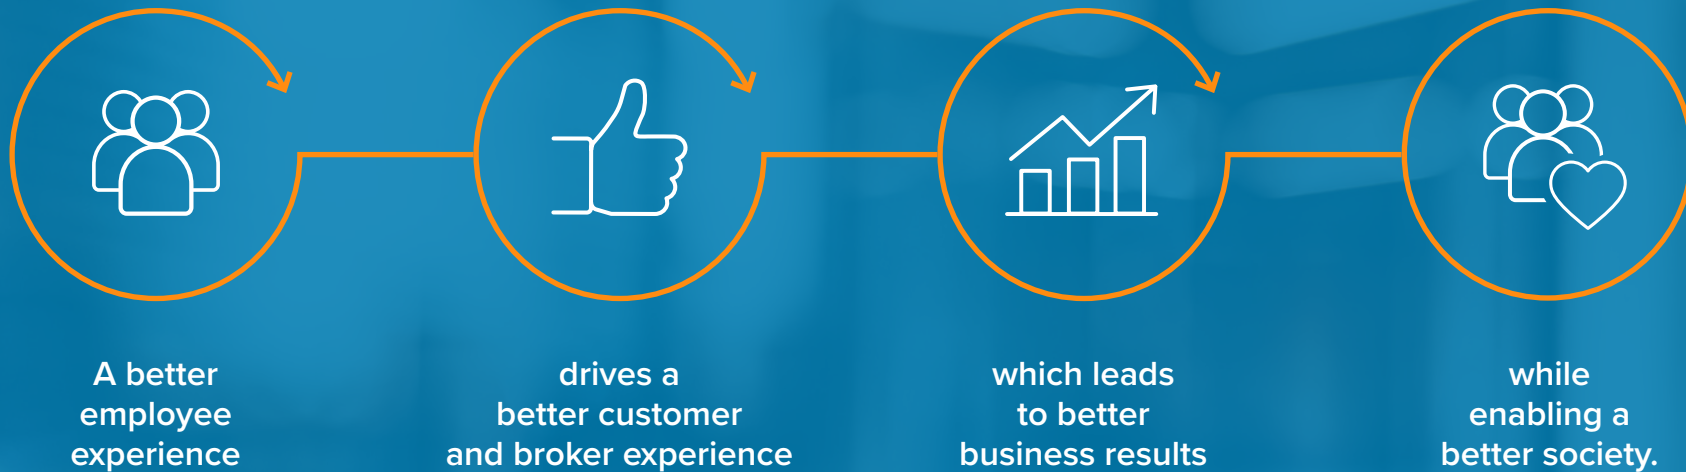 A better
employee
experience
drives a
better customer
and broker experience
which leads
to better
business results
while
enabling a
better society.